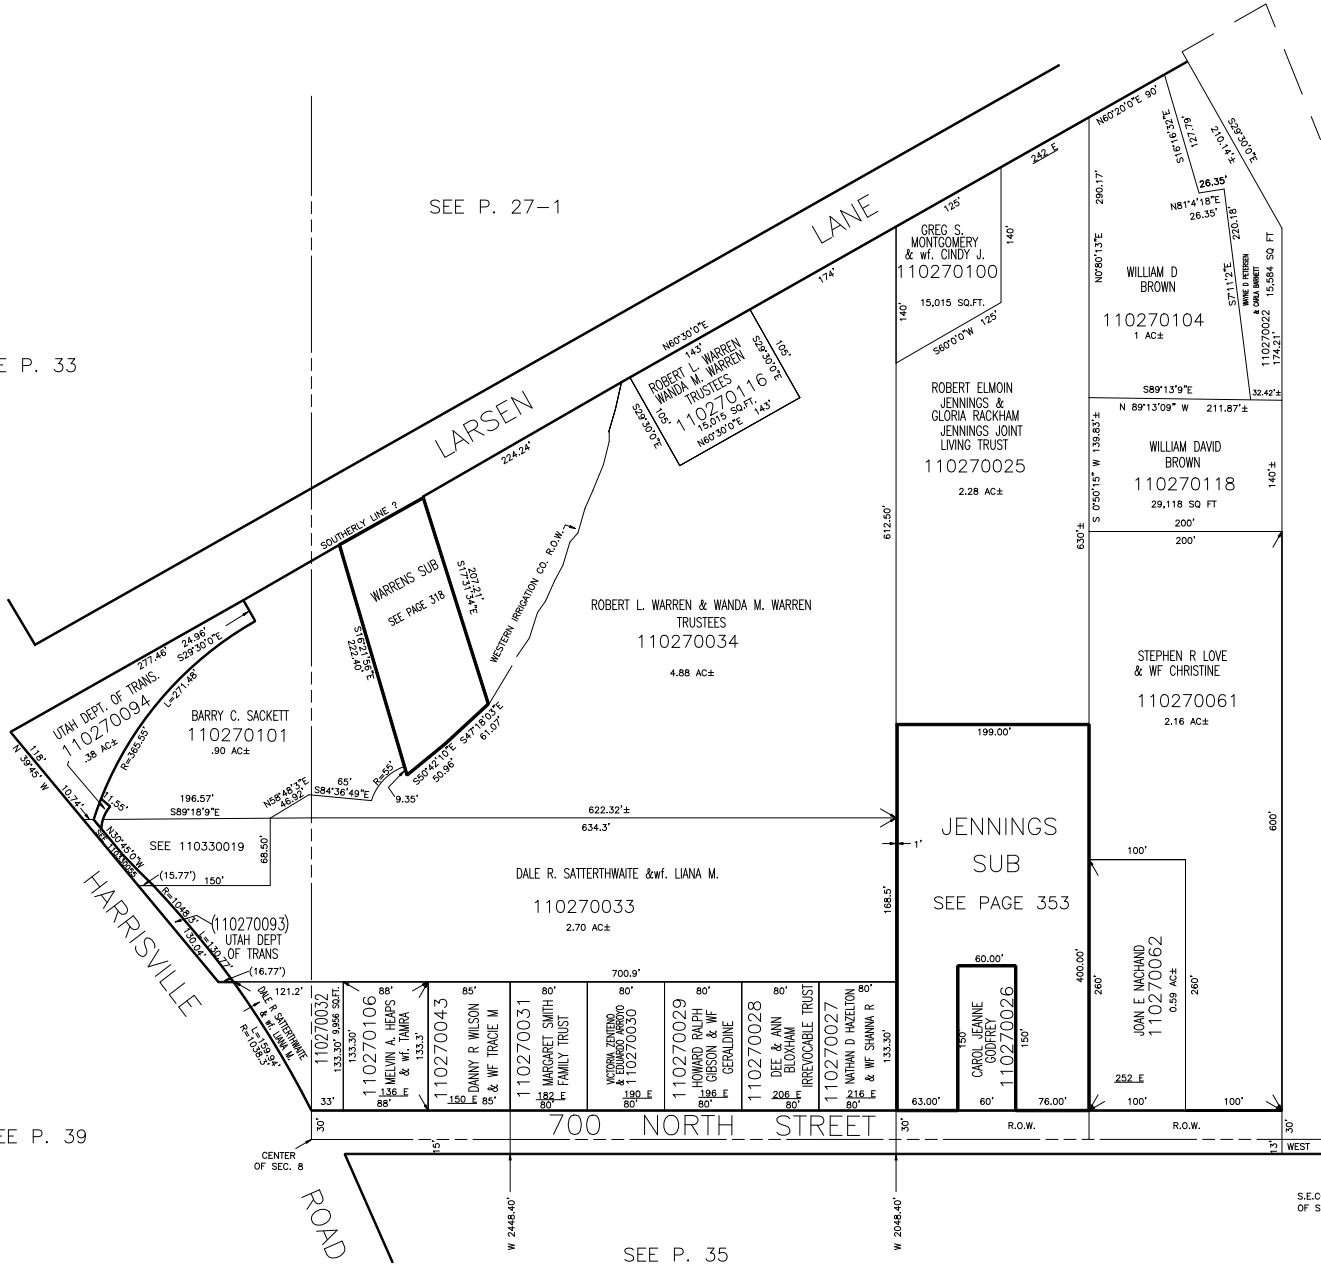 SEE P. 27-1
E P. 33
EE P. 39
SEE P. 35
LARSEN
LANE
HARRISVILLE
ROAD
700 NORTH STREET
N60°20'0"E 90'
242 E
S16°16'32"E
127.79'
S29°30'0"E
210.14'±
26.35'
N81°4'18"E
26.35'
220.18'
S7°11'2"E
WAYNE D PETERSEN
& CARLA BARNETT
110270022 15,584 SQ FT
174.21'
32.42'±
290.17'
N0°80'13"E
WILLIAM D
BROWN
110270104
1 AC±
S89°13'9"E
N 89°13'09" W 211.87'±
S 0°50'15" W 139.83'±
WILLIAM DAVID
BROWN
110270118
29,118 SQ FT
140'±
200'
200'
125'
140'
GREG S.
MONTGOMERY
& wf. CINDY J.
110270100
15,015 SQ.FT.
140'
S60°0'0"W 125'
174'
ROBERT ELMOIN
JENNINGS &
GLORIA RACKHAM
JENNINGS JOINT
LIVING TRUST
110270025
2.28 AC±
612.50'
630'±
N60°30'0"E
143'
ROBERT L. WARREN
WANDA M. WARREN
TRUSTEES
110270116
15,015 SQ.FT.
N60°30'0"E 143'
105'
S29°30'0"E
105'
S29°30'0"E
224.24'
SOUTHERLY LINE ?
WARRENS SUB
SEE PAGE 318
207.21'
S17°31'34"E
S16°21'56"E
222.40'
WESTERN IRRIGATION CO. R.O.W.
S47°18'03"E
61.07'
S50°42'10"E
50.96'
9.35'
R=55'
ROBERT L. WARREN & WANDA M. WARREN
TRUSTEES
110270034
4.88 AC±
STEPHEN R LOVE
& WF CHRISTINE
110270061
2.16 AC±
600'
277.46'
24.96'
S29°30'0"E
UTAH DEPT. OF TRANS.
110270094
.38 AC±
L=271.48'
R=365.55'
BARRY C. SACKETT
110270101
.90 AC±
118'
N 39°45' W
10.74'
11.55'
196.57'
S89°18'9"E
N58°48'3"E
46.92'
65'
S84°36'49"E
622.32'±
634.3'
N30°45'0"W
SEE 110330055
SEE 110330019
68.50'
150'
(15.77')
R=1048.3'
L=130.77'
130.04'
(110270093)
UTAH DEPT
OF TRANS
(16.77')
DALE R. SATTERTHWAITE &wf. LIANA M.
110270033
2.70 AC±
168.5'
1'
700.9'
199.00'
JENNINGS
SUB
SEE PAGE 353
400.00'
60.00'
150'
CAROL JEANNE
GODFREY
110270026
150'
100'
260'
JOAN E NACHAND
110270062
0.59 AC±
260'
252 E
121.2'
DALE R SATTERTHWAITE
& wf. LIANA M.
L=159.94'
R=1038.3'
110270032
133.30' 9,956 SQ.FT.
33'
88'
133.30'
110270106
MELVIN A. HEAPS
& wf. TAMRA
133.3'
136 E
88'
85'
110270043
DANNY R WILSON
& WF TRACIE M
150 E 85'
80'
110270031
MARGARET SMITH
FAMILY TRUST
182 E
80'
80'
VICTORIA ZENTENO
& EDUARDO ARROYO
110270030
190 E
80'
80'
110270029
HOWARD RALPH
GIBSON & WF
GERALDINE
196 E
80'
80'
110270028
DEE & ANN
BLOXHAM
IRREVOCABLE TRUST
206 E
80'
80'
110270027
NATHAN D HAZELTON
& WF SHANNA R
133.30'
216 E
80'
63.00'
60'
76.00'
100'
100'
30'
15'
30'
R.O.W.
R.O.W.
30'
13'
WEST
CENTER
OF SEC. 8
W 2448.40'
W 2048.40'
S.E.C
OF S